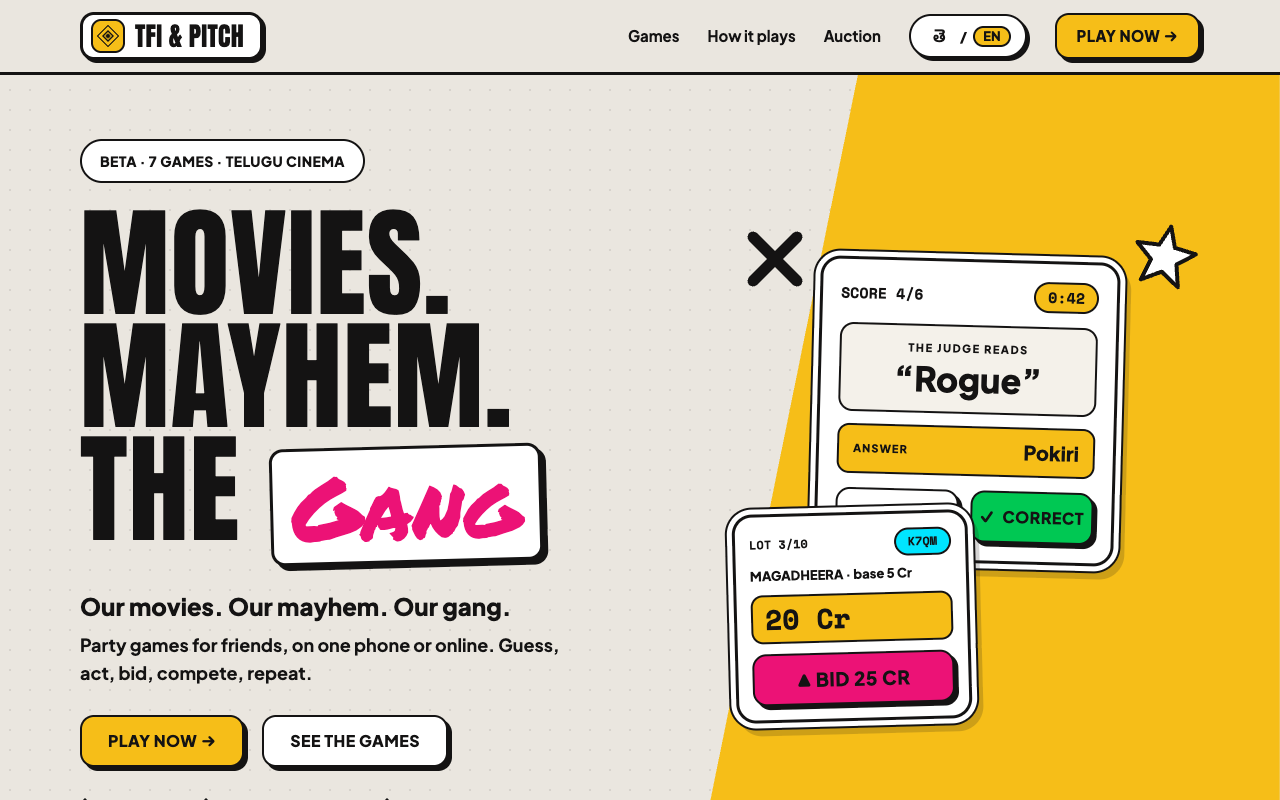 TFI & PITCH
Games
How it plays
Auction
తె / EN
PLAY NOW →
BETA · 7 GAMES · TELUGU CINEMA
MOVIES.
MAYHEM.
THE GANG
Our movies. Our mayhem. Our gang.
Party games for friends, on one phone or online. Guess,
act, bid, compete, repeat.
PLAY NOW →
SEE THE GAMES
SCORE 4/6
0:42
THE JUDGE READS
“Rogue”
ANSWER
Pokiri
✓ CORRECT
LOT 3/10
K7QM
MAGADHEERA · base 5 Cr
20 Cr
▲ BID 25 CR